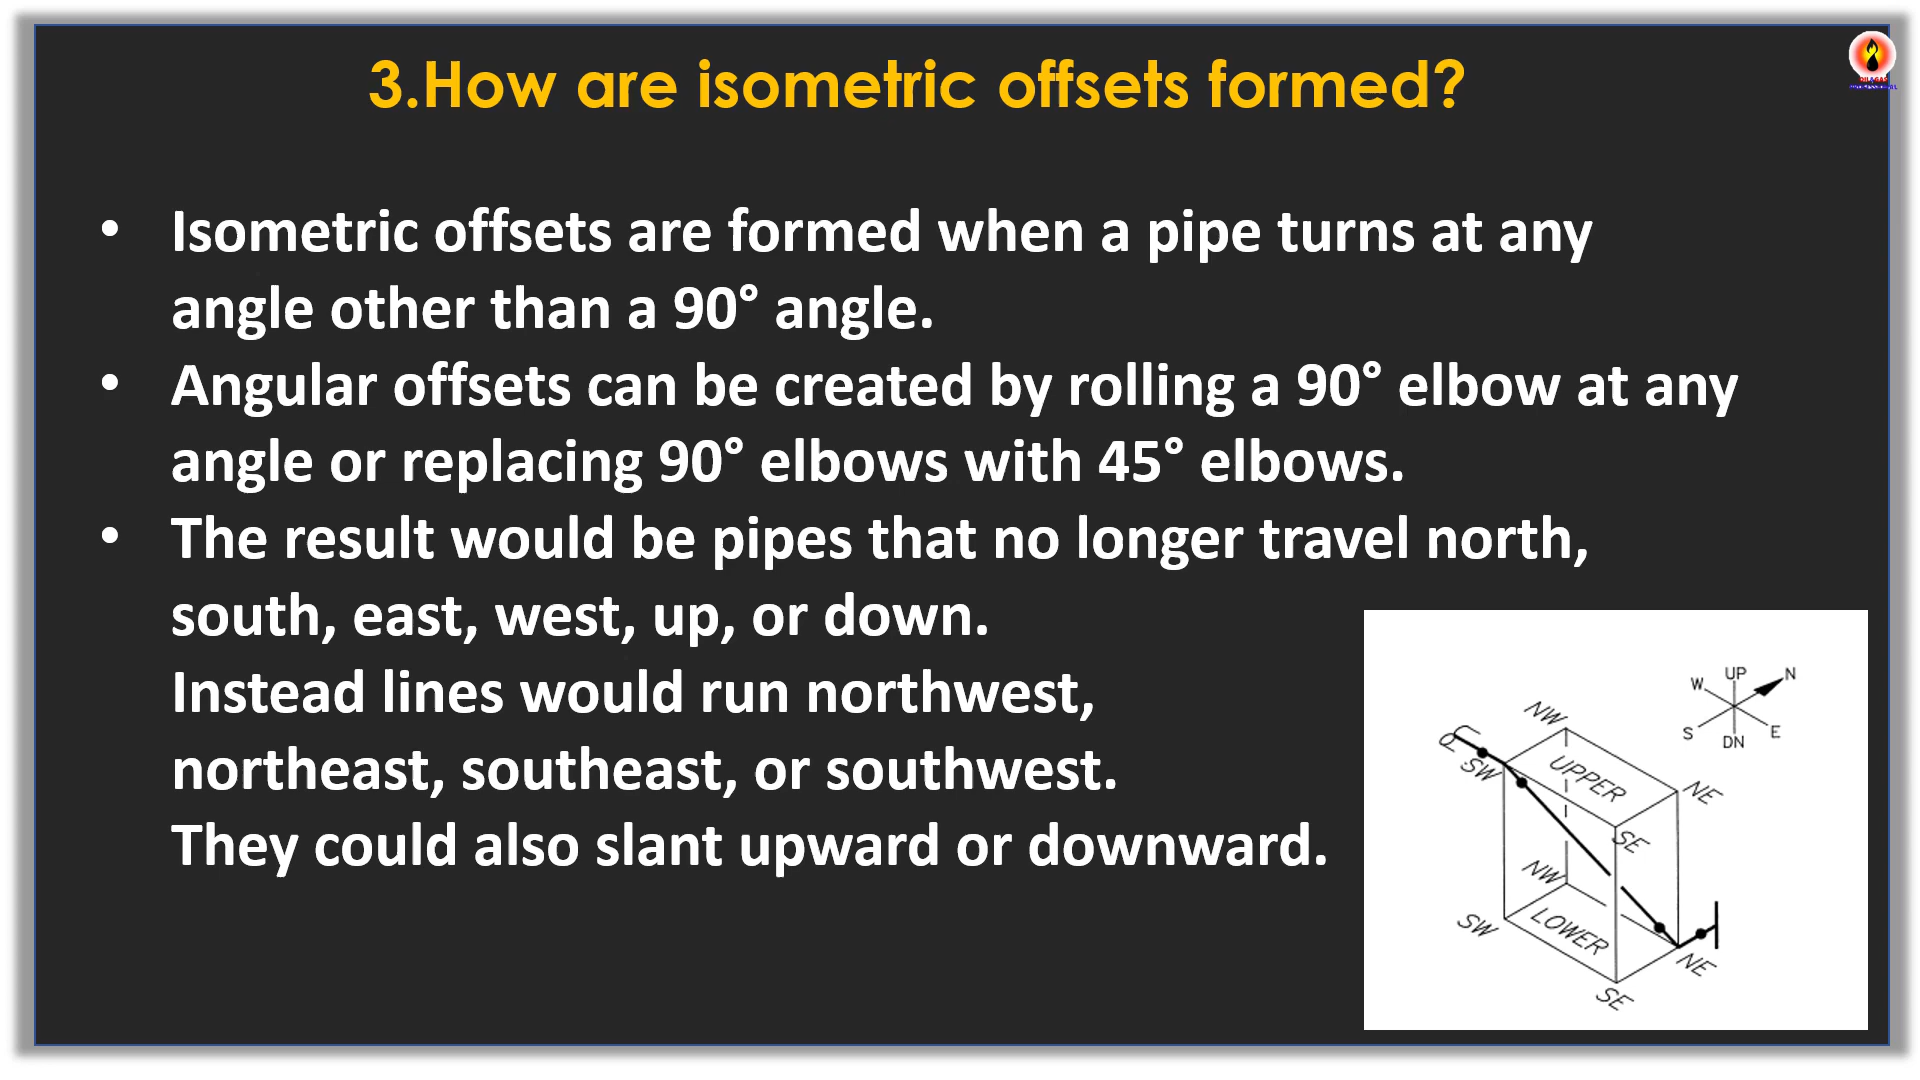 3.How are isometric offsets formed?
• Isometric offsets are formed when a pipe turns at any
angle other than a 90° angle.
• Angular offsets can be created by rolling a 90° elbow at any
angle or replacing 90° elbows with 45° elbows.
• The result would be pipes that no longer travel north,
south, east, west, up, or down.
Instead lines would run northwest,
northeast, southeast, or southwest.
They could also slant upward or downward.
UP
N
W
S
E
DN
NW
SW
UPPER
NE
SE
NW
SW
LOWER
NE
SE